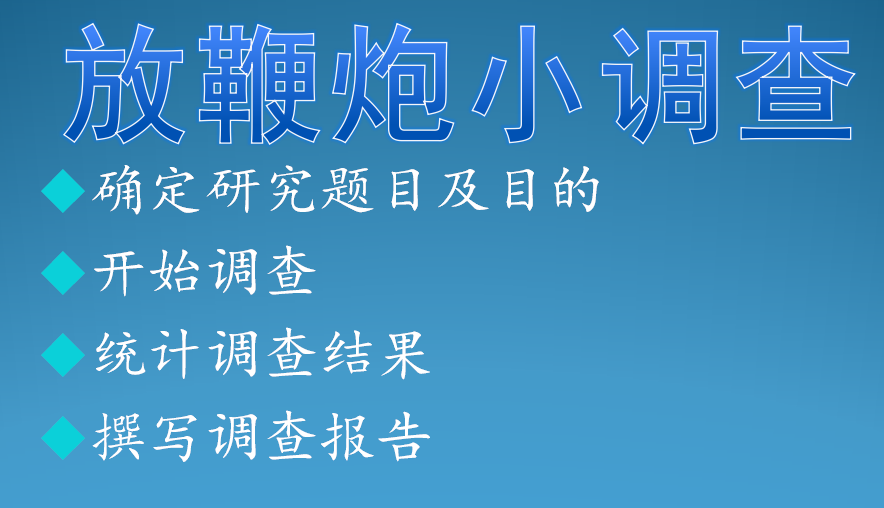 放鞭炮小调查
确定研究题目及目的
开始调查
统计调查结果
撰写调查报告